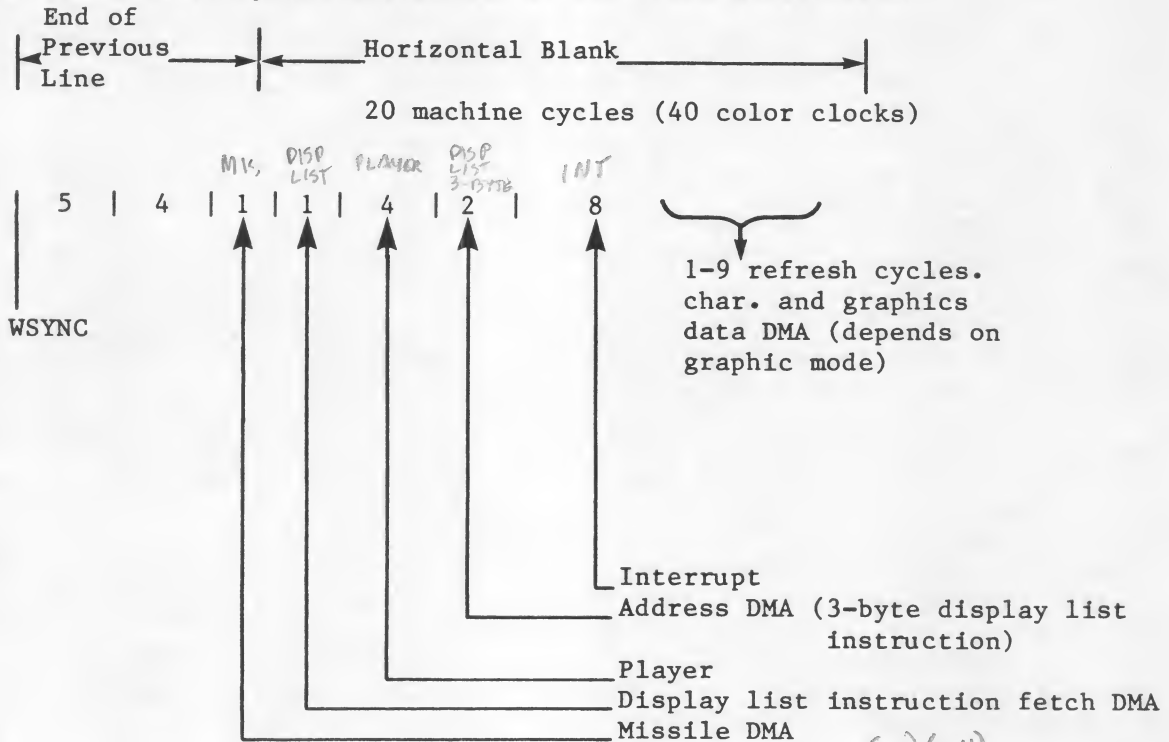 End of
Previous
Line
Horizontal Blank
20 machine cycles (40 color clocks)
MIS, DISP LIST PLAYER DISP LIST 3-BYTE INT
5 | 4 | 1 | 1 | 4 | 2 | 8
WSYNC
1-9 refresh cycles.
char. and graphics
data DMA (depends on
graphic mode)
Interrupt
Address DMA (3-byte display list
instruction)
Player
Display list instruction fetch DMA
Missile DMA